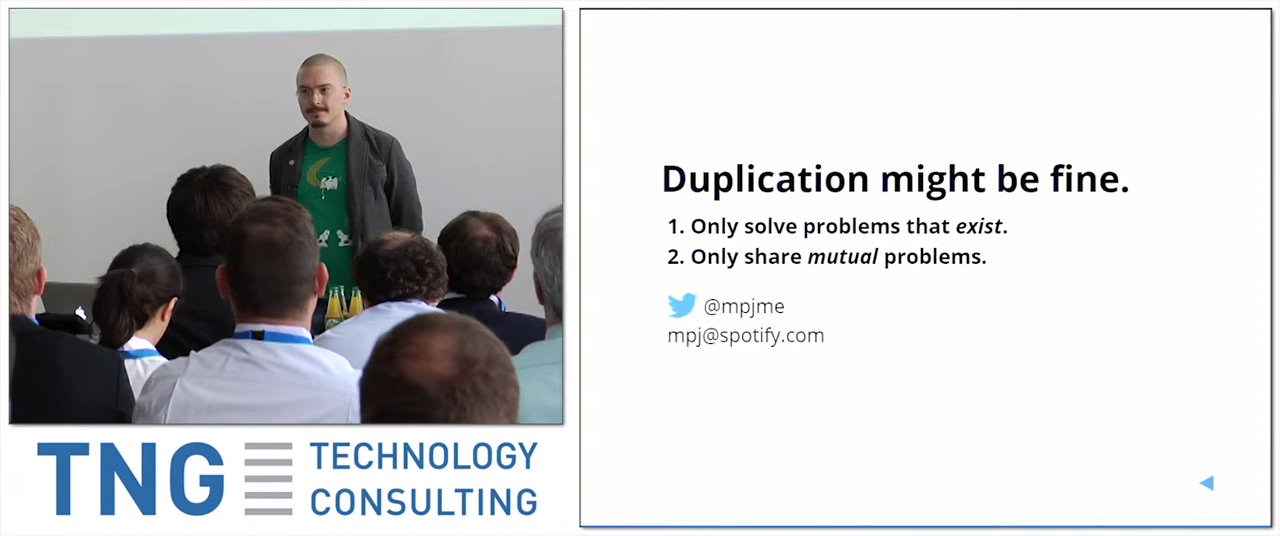 TNG TECHNOLOGY
CONSULTING
Duplication might be fine.
1. Only solve problems that exist.
2. Only share mutual problems.
@mpjme
mpj@spotify.com